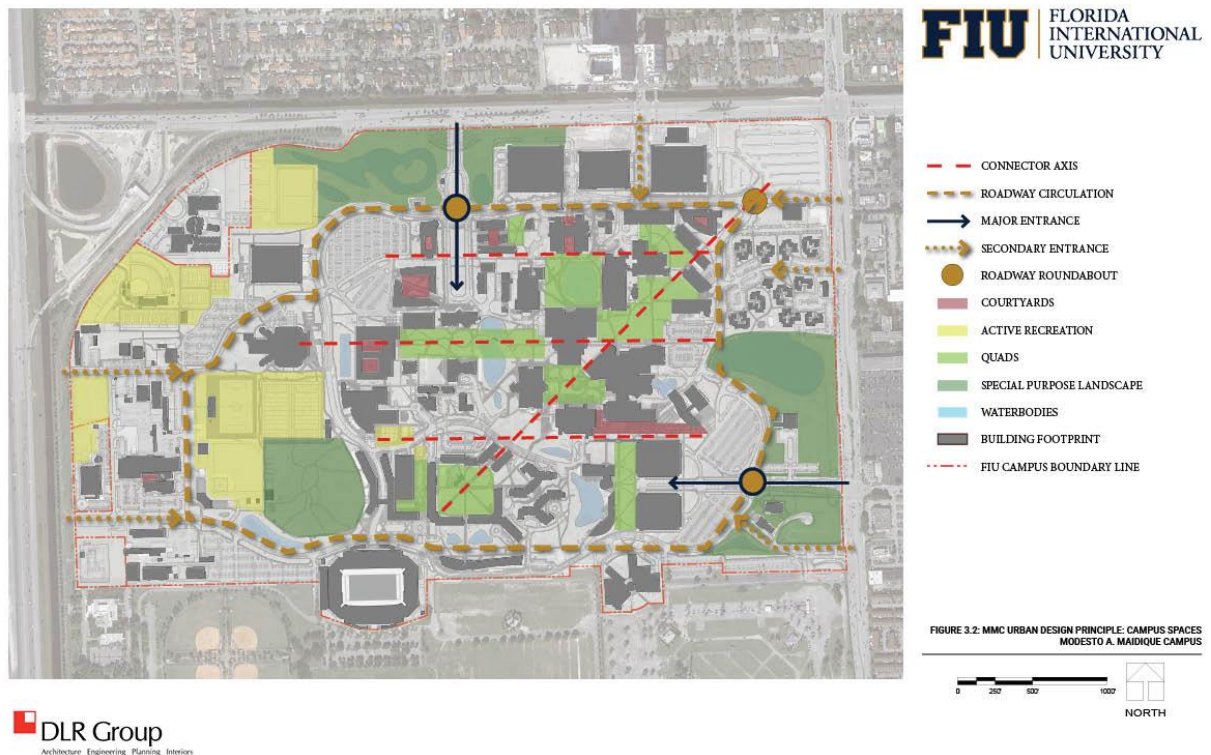 FIU
FLORIDA
INTERNATIONAL
UNIVERSITY
CONNECTOR AXIS
ROADWAY CIRCULATION
MAJOR ENTRANCE
SECONDARY ENTRANCE
ROADWAY ROUNDABOUT
COURTYARDS
ACTIVE RECREATION
QUADS
SPECIAL PURPOSE LANDSCAPE
WATERBODIES
BUILDING FOOTPRINT
FIU CAMPUS BOUNDARY LINE
FIGURE 3.2: MMC URBAN DESIGN PRINCIPLE: CAMPUS SPACES
MODESTO A. MAIDIQUE CAMPUS
0 250' 500' 1000'
NORTH
DLR Group
Architecture Engineering Planning Interiors